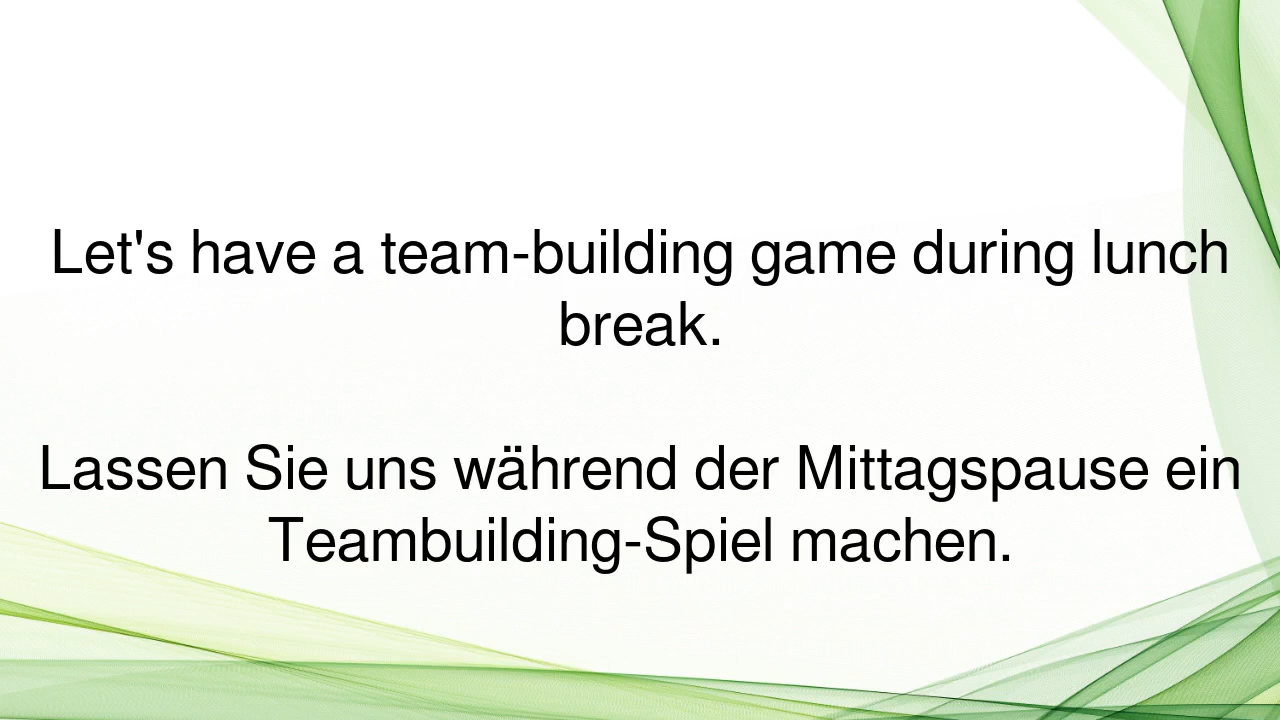 Let's have a team-building game during lunch
break.
Lassen Sie uns während der Mittagspause ein
Teambuilding-Spiel machen.